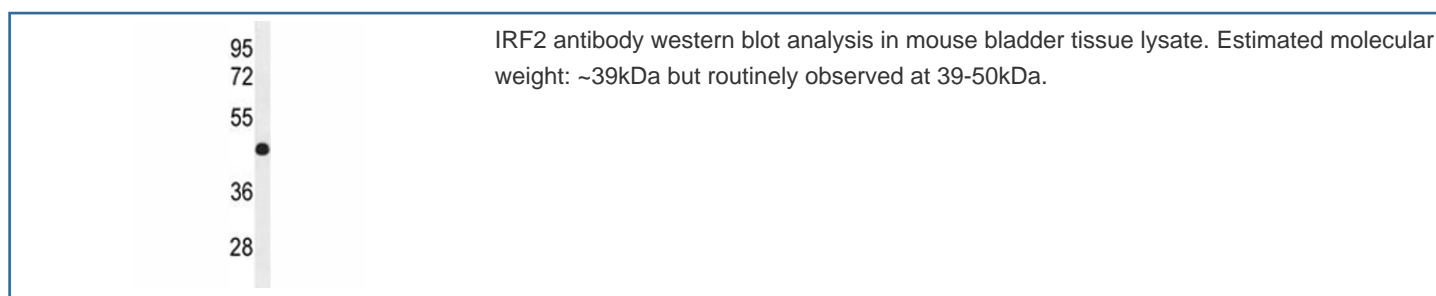 95
72
55
36
28
IRF2 antibody western blot analysis in mouse bladder tissue lysate. Estimated molecular
weight: ~39kDa but routinely observed at 39-50kDa.